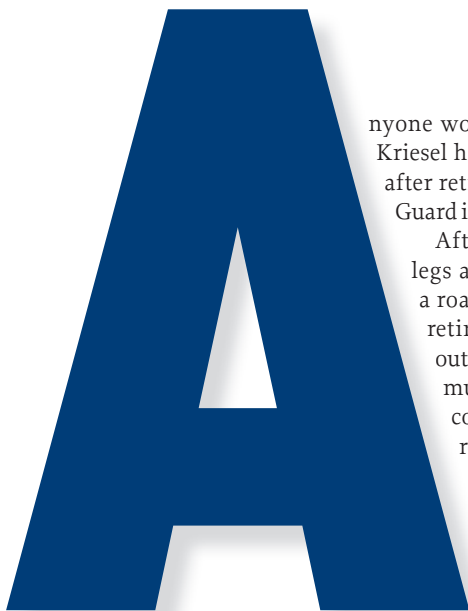 A
nyone wo
Kriesel h
after ret
Guard i
Aft
legs a
a roa
retir
out
mu
co
r